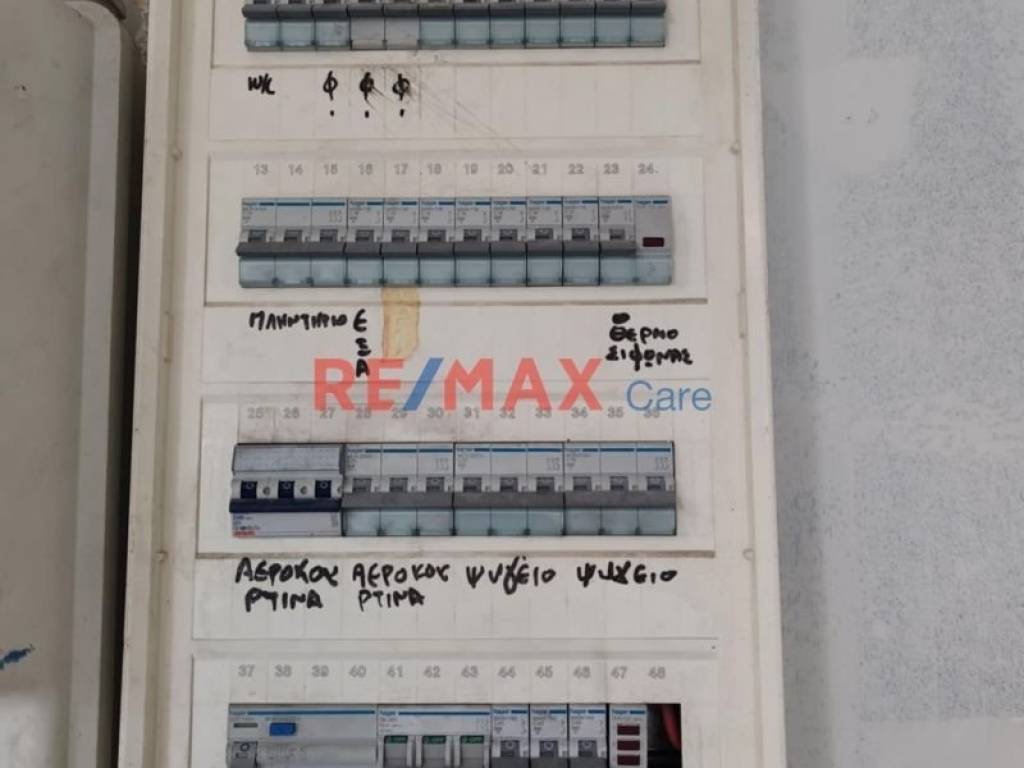 W/C Φ Φ Φ
13 14 15 16 17 18 19 20 21 22 23 24
ΠΛΗΝΤΗΡΙΟ Ε Σ Α
ΘΕΡΜΟ
ΣΙΦΩΝΑΣ
RE/MAX Care
25 26 27 28 29 30 31 32 33 34 35 36
ΑΕΡΟΚΟΥ ΑΕΡΟΚΟΥ ΨΥΓΕΙΟ ΨΥΓΕΙΟ
ΡΤΙΝΑ ΡΤΙΝΑ
37 38 39 40 41 42 43 44 45 46 47 48